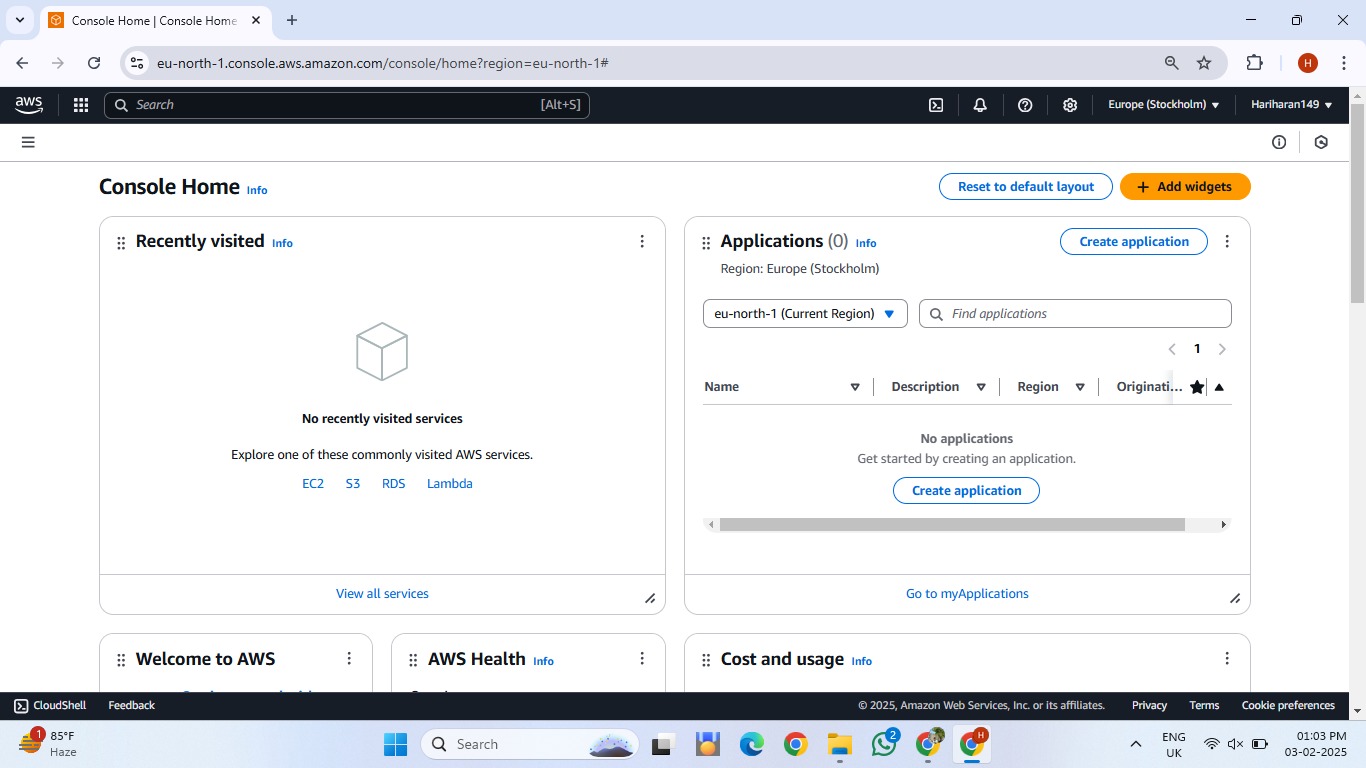 Console Home | Console Home
eu-north-1.console.aws.amazon.com/console/home?region=eu-north-1#
H
aws
Search
[Alt+S]
Europe (Stockholm)
Hariharan149
Console Home Info
Reset to default layout
+ Add widgets
Recently visited Info
No recently visited services
Explore one of these commonly visited AWS services.
EC2 S3 RDS Lambda
View all services
Applications (0) Info
Create application
Region: Europe (Stockholm)
eu-north-1 (Current Region)
Find applications
1
Name Description Region Originati...
No applications
Get started by creating an application.
Create application
Go to myApplications
Welcome to AWS
AWS Health Info
Cost and usage Info
CloudShell Feedback
© 2025, Amazon Web Services, Inc. or its affiliates. Privacy Terms Cookie preferences
1
85°F
Haze
Search
2
H
ENG
UK
01:03 PM
03-02-2025